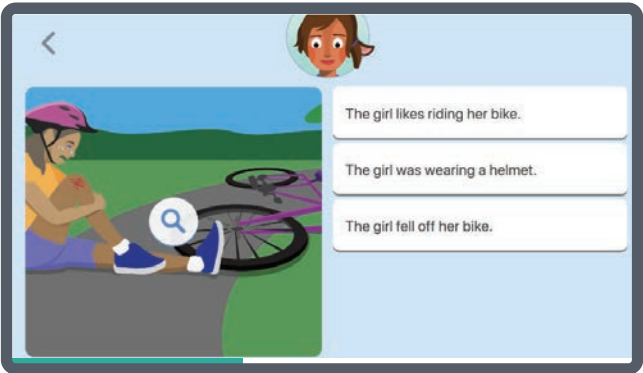 The girl likes riding her bike.
The girl was wearing a helmet.
The girl fell off her bike.